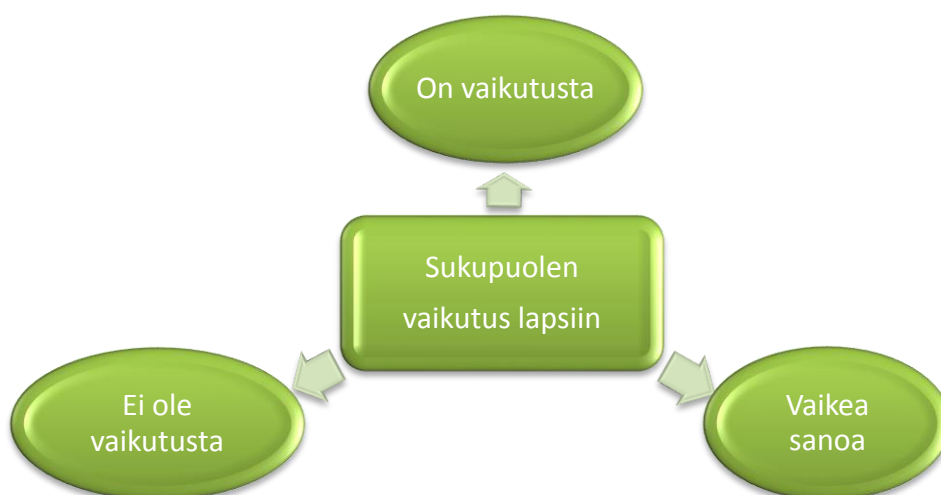 On vaikutusta
Sukupuolen
vaikutus lapsiin
Ei ole
vaikutusta
Vaikea
sanoa